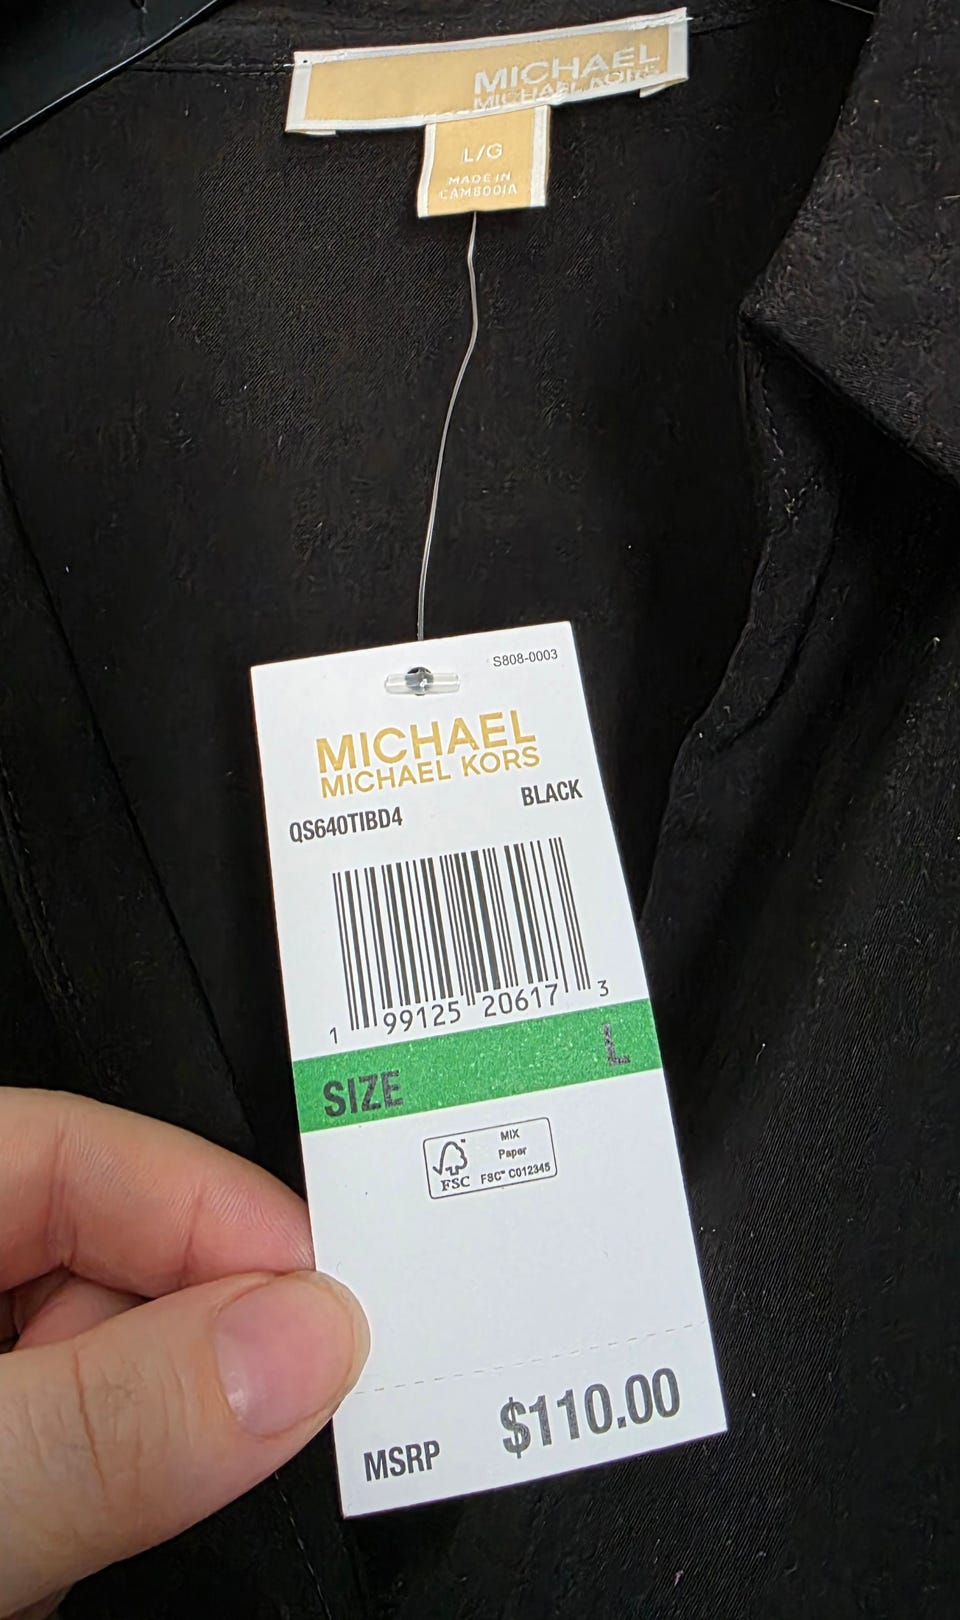 MICHAEL
MICHAEL KORS
L/G
MADE IN
CAMBODIA
S808-0003
MICHAEL
MICHAEL KORS
BLACK
QS640TIBD4
1 99125 20617 3
SIZE L
FSC
MIX
Paper
FSC™ C012345
MSRP $110.00